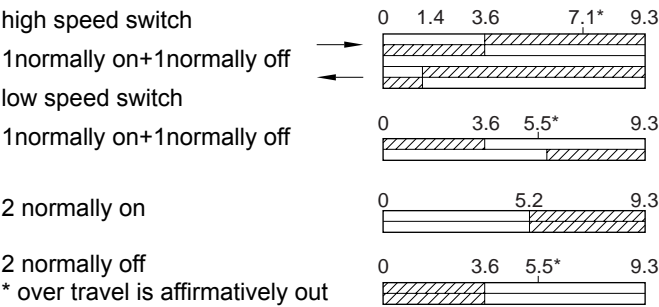 high speed switch
0 1.4 3.6 7.1* 9.3
1normally on+1normally off
low speed switch
0 3.6 5.5* 9.3
1normally on+1normally off
0 5.2 9.3
2 normally on
2 normally off
0 3.6 5.5* 9.3
* over travel is affirmatively out